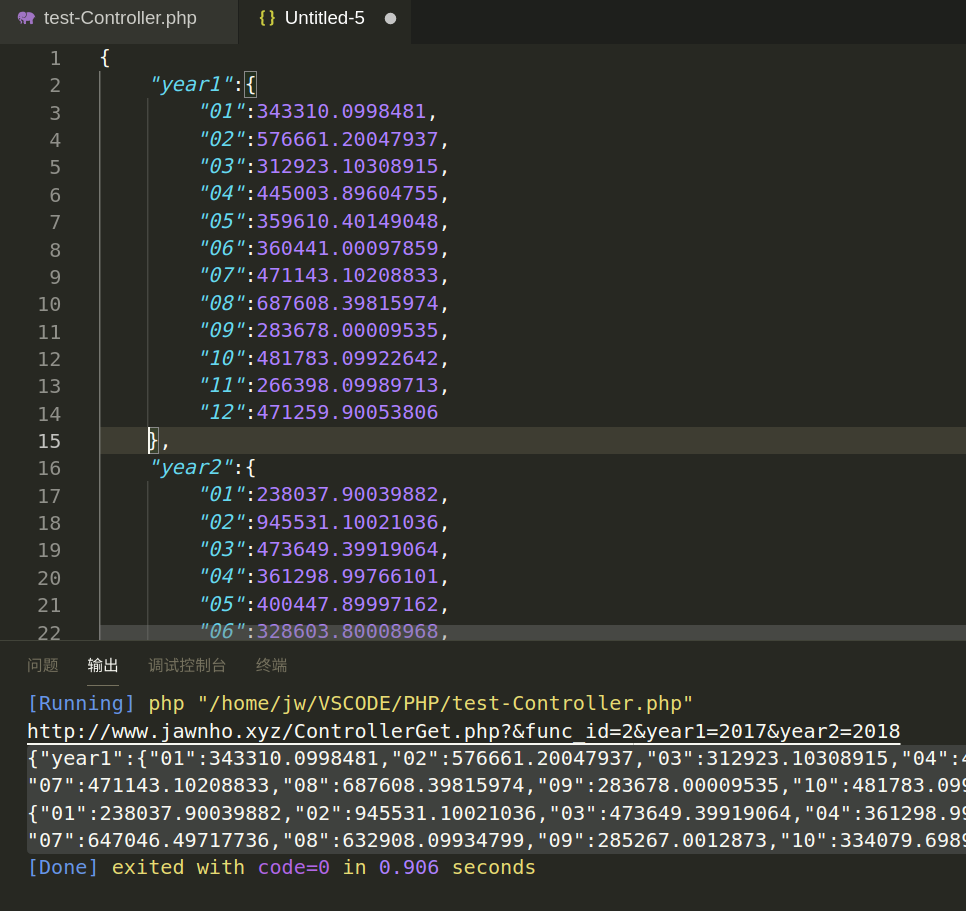 test-Controller.php {} Untitled-5 ●
1 {
2 "year1":{
3 "01":343310.0998481,
4 "02":576661.20047937,
5 "03":312923.10308915,
6 "04":445003.89604755,
7 "05":359610.40149048,
8 "06":360441.00097859,
9 "07":471143.10208833,
10 "08":687608.39815974,
11 "09":283678.00009535,
12 "10":481783.09922642,
13 "11":266398.09989713,
14 "12":471259.90053806
15 },
16 "year2":{
17 "01":238037.90039882,
18 "02":945531.10021036,
19 "03":473649.39919064,
20 "04":361298.99766101,
21 "05":400447.89997162,
22 "06":328603.80008968,
问题 输出 调试控制台 终端
[Running] php "/home/jw/VSCODE/PHP/test-Controller.php"
http://www.jawnho.xyz/ControllerGet.php?&func_id=2&year1=2017&year2=2018
{"year1":{"01":343310.0998481,"02":576661.20047937,"03":312923.10308915,"04":4
"07":471143.10208833,"08":687608.39815974,"09":283678.00009535,"10":481783.099
{"01":238037.90039882,"02":945531.10021036,"03":473649.39919064,"04":361298.99
"07":647046.49717736,"08":632908.09934799,"09":285267.0012873,"10":334079.6989
[Done] exited with code=0 in 0.906 seconds